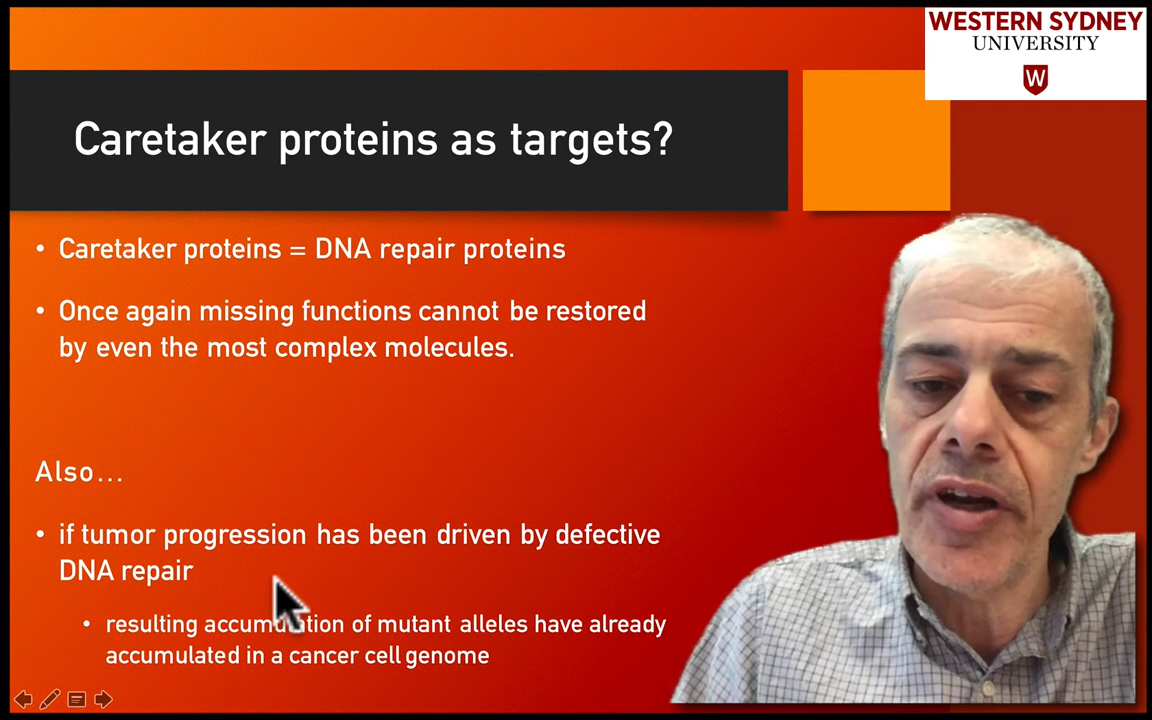 WESTERN SYDNEY
UNIVERSITY
W
Caretaker proteins as targets?
• Caretaker proteins = DNA repair proteins
• Once again missing functions cannot be restored
by even the most complex molecules.
Also...
• if tumor progression has been driven by defective
DNA repair
• resulting accumulation of mutant alleles have already
accumulated in a cancer cell genome